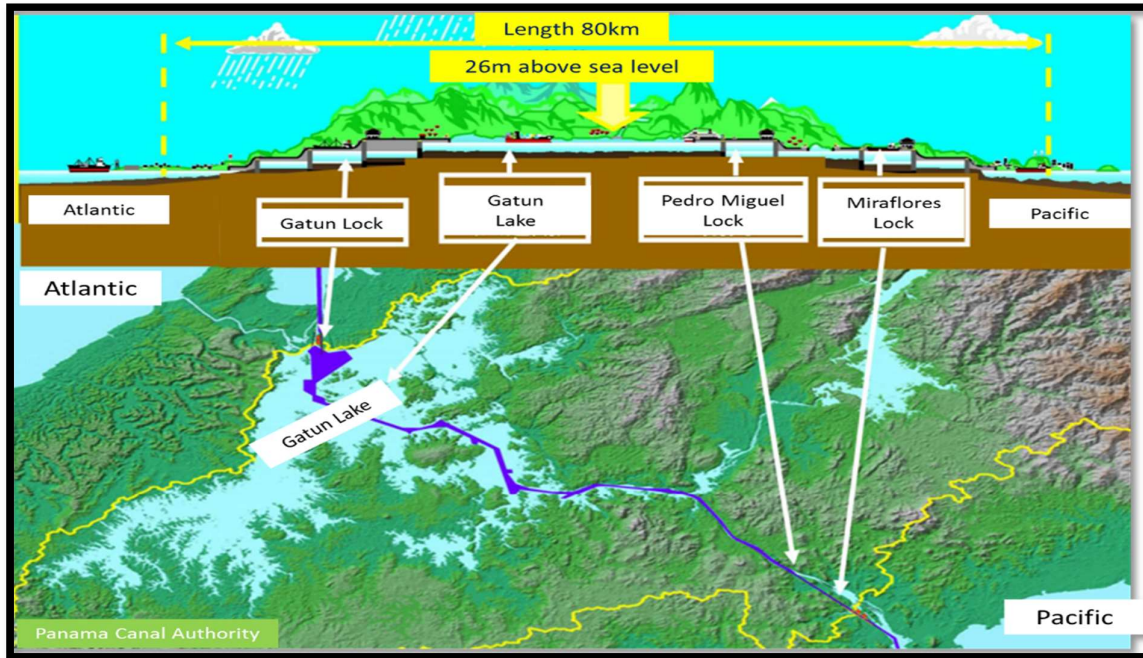 Length 80km
26m above sea level
Atlantic
Gatun Lock
Gatun
Lake
Pedro Miguel
Lock
Miraflores
Lock
Pacific
Atlantic
Gatun Lake
Pacific
Panama Canal Authority